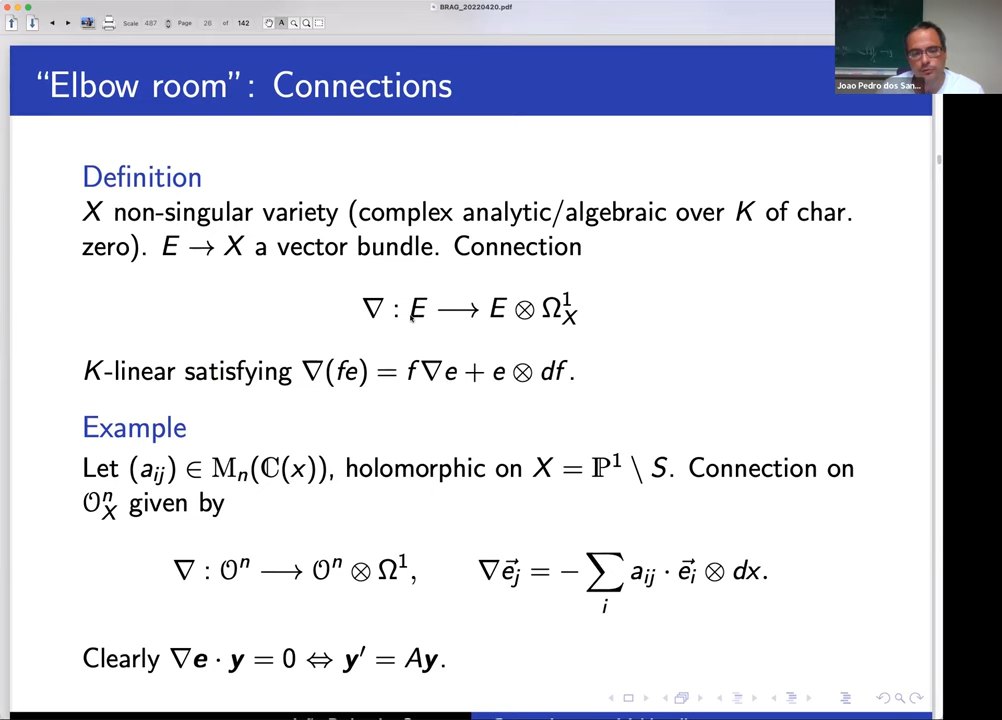 BRAG_20220420.pdf
Scale 487 Page 26 of 142
"Elbow room": Connections
Joao Pedro dos San...
Definition
X non-singular variety (complex analytic/algebraic over K of char.
zero). E → X a vector bundle. Connection
∇ : E ⟶ E ⊗ Ω¹_X
K-linear satisfying ∇(fe) = f∇e + e ⊗ df.
Example
Let (a_ij) ∈ M_n(ℂ(x)), holomorphic on X = ℙ¹ \ S. Connection on
𝒪ⁿ_X given by
∇ : 𝒪ⁿ ⟶ 𝒪ⁿ ⊗ Ω¹, ∇e⃗_j = − ∑_i a_ij · e⃗_i ⊗ dx.
Clearly ∇e · y = 0 ⇔ y′ = Ay.